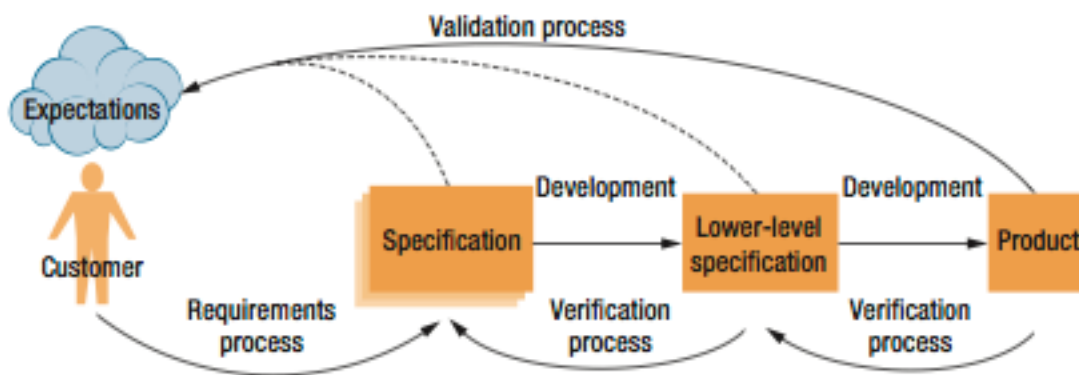 Validation process
Expectations
Customer
Requirements
process
Specification
Development
Verification
process
Lower-level
specification
Development
Verification
process
Product